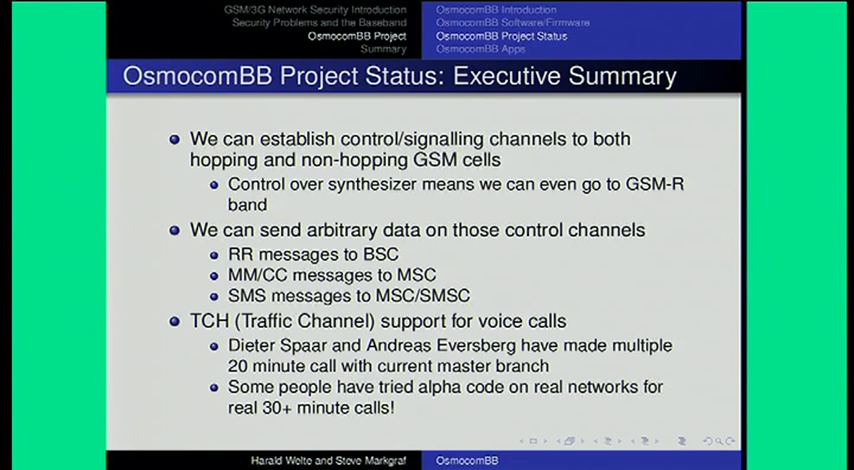 GSM/3G Network Security Introduction
Security Problems and the Baseband
OsmocomBB Project
Summary
OsmocomBB Introduction
OsmocomBB Software/Firmware
OsmocomBB Project Status
OsmocomBB Apps
OsmocomBB Project Status: Executive Summary
We can establish control/signalling channels to both
hopping and non-hopping GSM cells
Control over synthesizer means we can even go to GSM-R
band
We can send arbitrary data on those control channels
RR messages to BSC
MM/CC messages to MSC
SMS messages to MSC/SMSC
TCH (Traffic Channel) support for voice calls
Dieter Spaar and Andreas Eversberg have made multiple
20 minute call with current master branch
Some people have tried alpha code on real networks for
real 30+ minute calls!
Harald Welte and Steve Markgraf
OsmocomBB